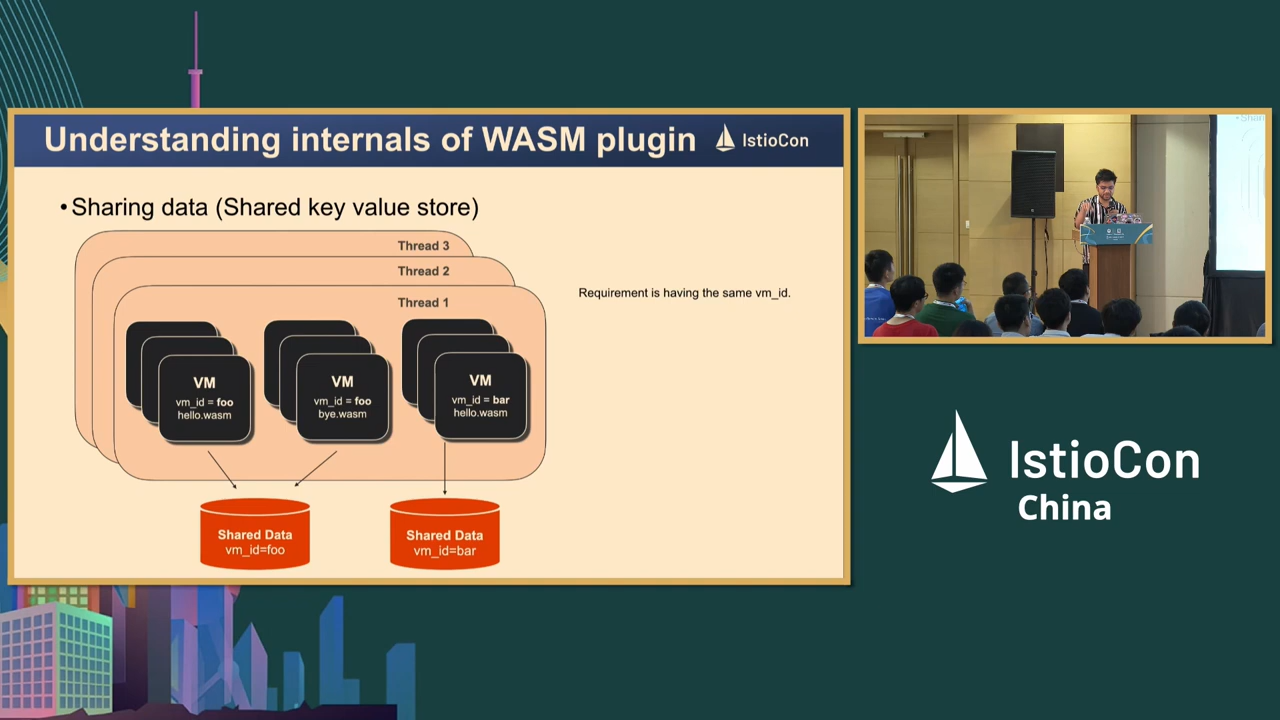 Understanding internals of WASM plugin
IstioCon
• Sharing data (Shared key value store)
Thread 3
Thread 2
Thread 1
Requirement is having the same vm_id.
VM
vm_id = foo
hello.wasm
VM
vm_id = foo
bye.wasm
VM
vm_id = bar
hello.wasm
Shared Data
vm_id=foo
Shared Data
vm_id=bar
IstioCon
China